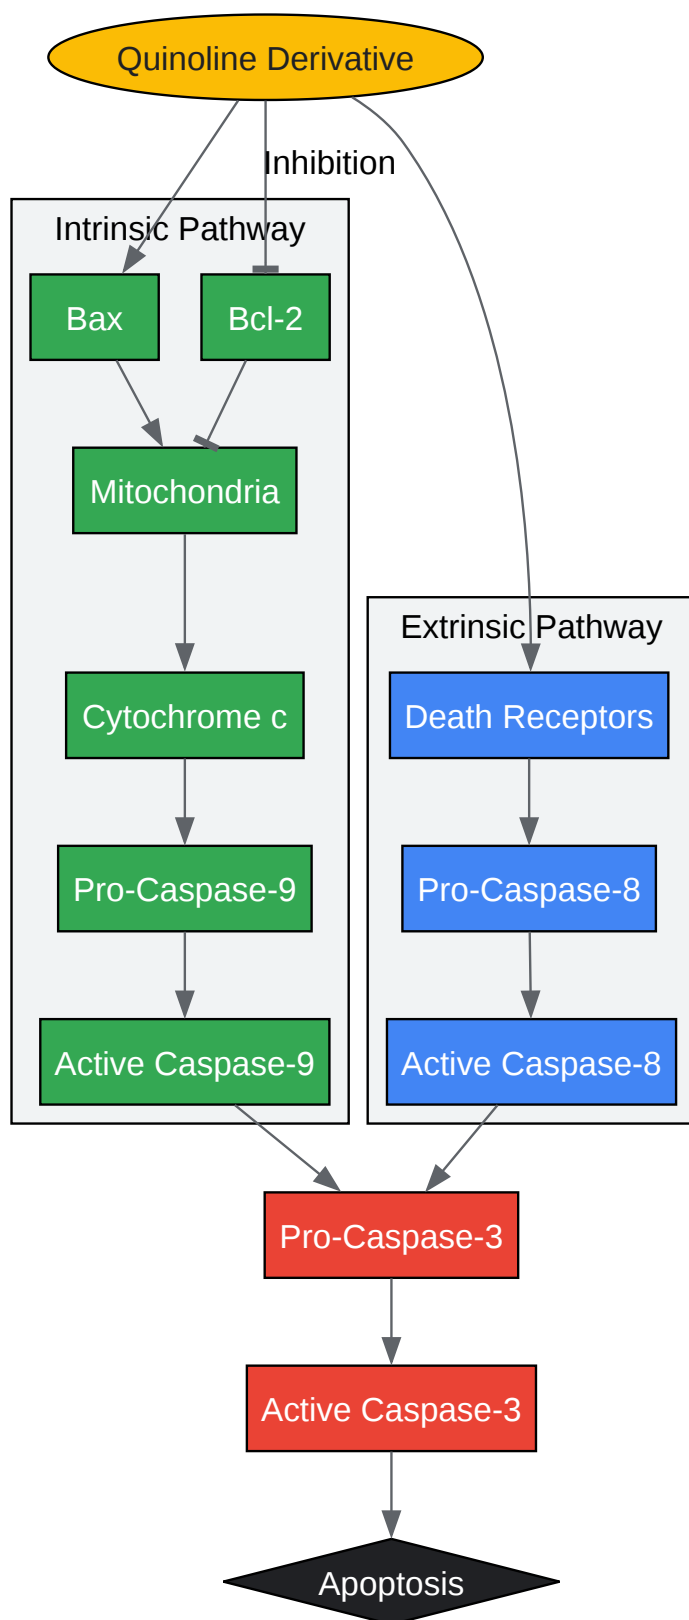 Quinoline Derivative
Inhibition
Intrinsic Pathway
Bax
Bcl-2
Mitochondria
Extrinsic Pathway
Cytochrome c
Death Receptors
Pro-Caspase-9
Pro-Caspase-8
Active Caspase-9
Active Caspase-8
Pro-Caspase-3
Active Caspase-3
Apoptosis